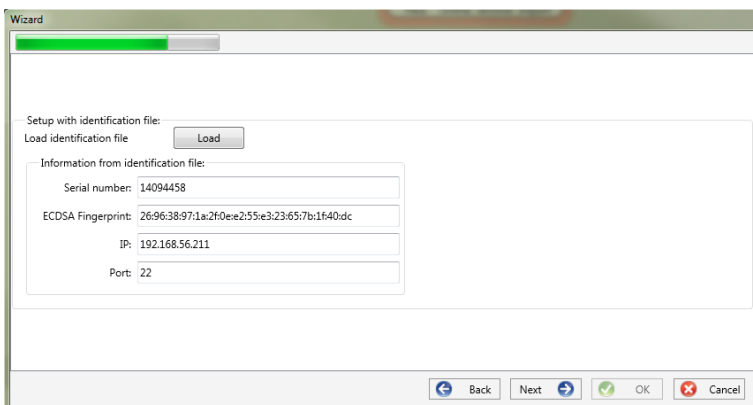 Wizard
Setup with identification file:
Load identification file Load
Information from identification file:
Serial number: 14094458
ECDSA Fingerprint: 26:96:38:97:1a:2f:0e:e2:55:e3:23:65:7b:1f:40:dc
IP: 192.168.56.211
Port: 22
Back Next OK Cancel